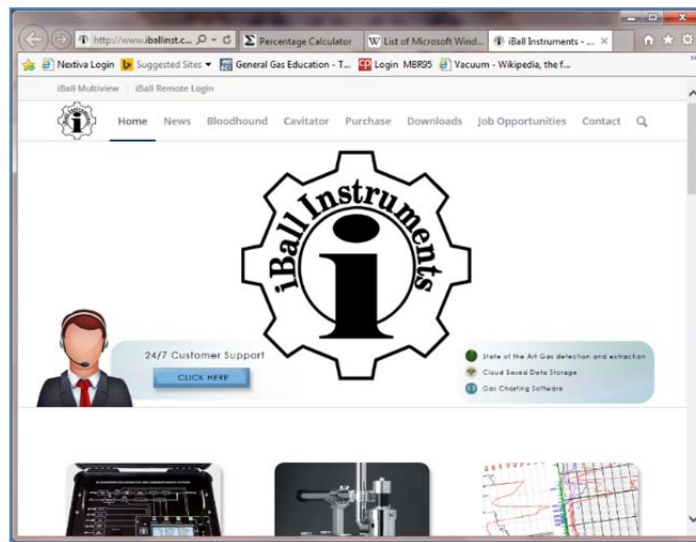 http://www.iballinst.c...
Percentage Calculator
List of Microsoft Wind...
iBall Instruments - ...
Nextiva Login
Suggested Sites
General Gas Education - T...
Login MBR95
Vacuum - Wikipedia, the f...
iBall Multiview
iBall Remote Login
Home News Bloodhound Cavitator Purchase Downloads Job Opportunities Contact
iBall Instruments
i
24/7 Customer Support
CLICK HERE
State of the Art Gas detection and extraction
Cloud Based Data Storage
Gas Charting Software